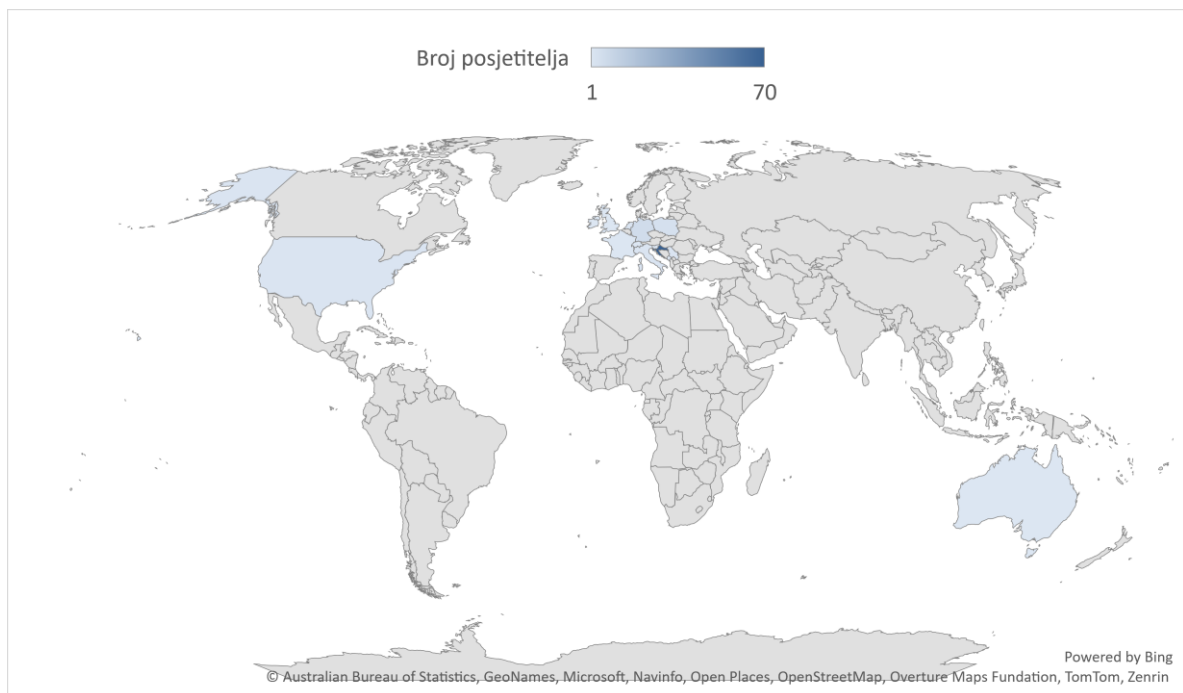 Broj posjetitelja
1 70
Powered by Bing
© Australian Bureau of Statistics, GeoNames, Microsoft, Navinfo, Open Places, OpenStreetMap, Overture Maps Fundation, TomTom, Zenrin